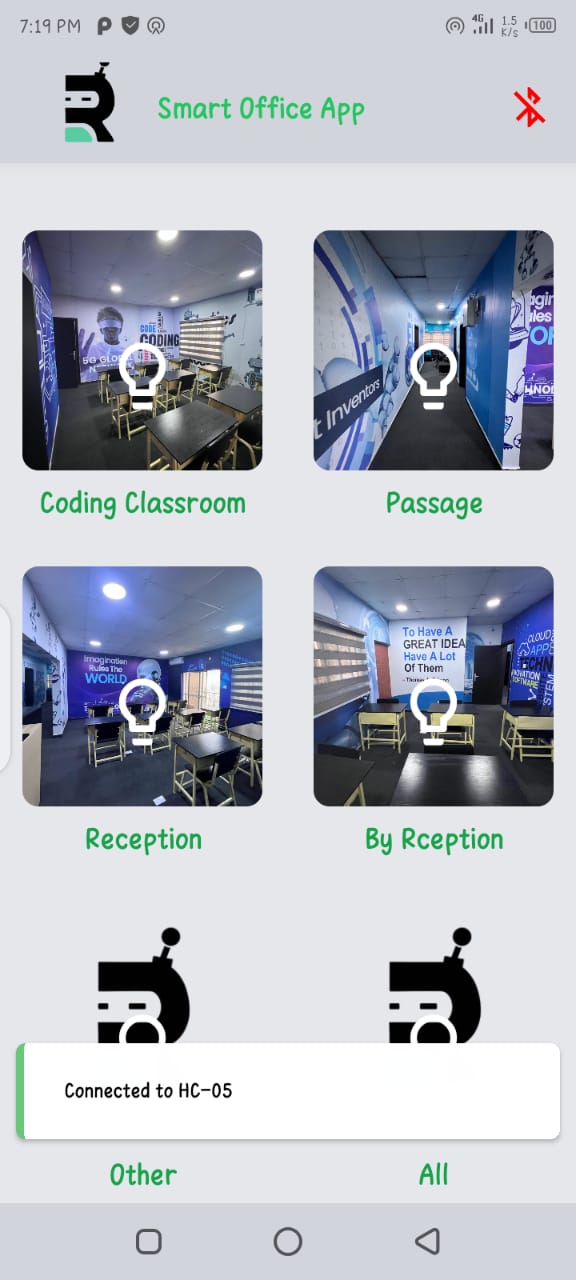 7:19 PM
4G
1.5
K/s
100
Smart Office App
CODE
CODING
5G GLO
t Inventors
Coding Classroom
Passage
Imagination
Rules The
WORLD
To Have A
GREAT IDEA
Have A Lot
Of Them
CLOUD
Reception
By Rception
Connected to HC-05
Other
All